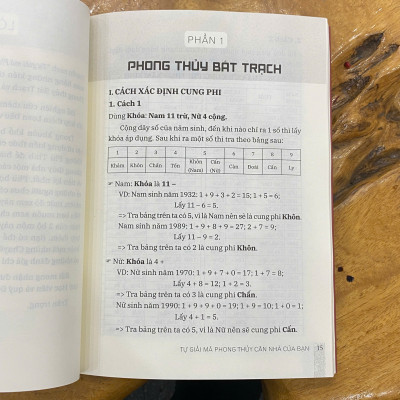 PHẦN 1
PHONG THỦY BÁT TRẠCH
I. CÁCH XÁC ĐỊNH CUNG PHI
1. Cách 1
Dùng Khóa: Nam 11 trừ, Nữ 4 cộng.
Cộng dãy số của năm sinh, đến khi nào chỉ ra 1 số thì lấy
khóa áp dụng. Sau khi ra một số thì tra theo bảng sau:
1 2 3 4 5 6 7 8 9
Khảm Khôn Chấn Tốn Khôn (Nam) Cấn (Nữ) Càn Đoài Cấn Ly
☞ Nam: Khóa là 11 –
VD: Nam sinh năm 1932: 1 + 9 + 3 + 2 = 15; 1 + 5 = 6;
Lấy 11 – 6 = 5.
=> Tra bảng trên ta có 5, vì là Nam nên sẽ là cung phi Khôn.
Nam sinh năm 1989: 1 + 9 + 8 + 9 = 27; 2 + 7 = 9;
Lấy 11 – 9 = 2.
=> Tra bảng trên ta có 2 là cung phi Khôn.
☞ Nữ: Khóa là 4 +
VD: Nữ sinh năm 1970: 1 + 9 + 7 + 0 = 17; 1 + 7 = 8;
Lấy 4 + 8 = 12; 1 + 2 = 3.
=> Tra bảng trên ta có 3 là cung phi Chấn.
Nữ sinh năm 1990: 1 + 9 + 9 + 0 = 19; 1 + 9 = 10; 0 + 1 = 1;
Lấy 4 + 1 = 5.
=> Tra bảng trên ta có 5, vì là Nữ nên sẽ là cung phi Cấn.
TỰ GIẢI MÃ PHONG THỦY CĂN NHÀ CỦA BẠN 15